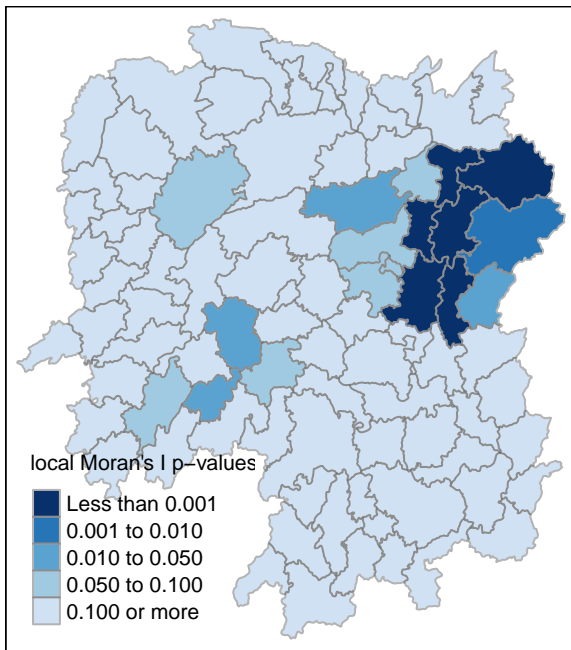 local Moran's I p−values
Less than 0.001
0.001 to 0.010
0.010 to 0.050
0.050 to 0.100
0.100 or more